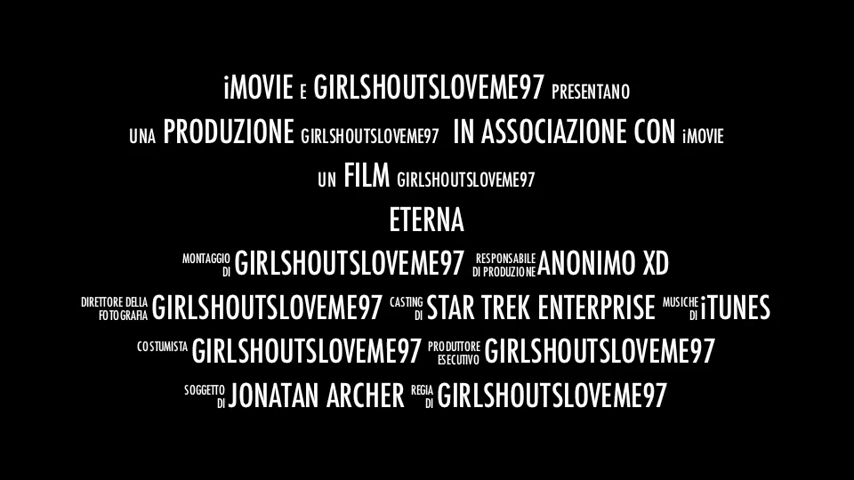 iMOVIE E GIRLSHOUTSLOVEME97 PRESENTANO
UNA PRODUZIONE GIRLSHOUTSLOVEME97 IN ASSOCIAZIONE CON iMOVIE
UN FILM GIRLSHOUTSLOVEME97
ETERNA
MONTAGGIO DI GIRLSHOUTSLOVEME97 RESPONSABILE DI PRODUZIONE ANONIMO XD
DIRETTORE DELLA FOTOGRAFIA GIRLSHOUTSLOVEME97 CASTING DI STAR TREK ENTERPRISE MUSICHE DI iTUNES
COSTUMISTA GIRLSHOUTSLOVEME97 PRODUTTORE ESECUTIVO GIRLSHOUTSLOVEME97
SOGGETTO DI JONATAN ARCHER REGIA DI GIRLSHOUTSLOVEME97